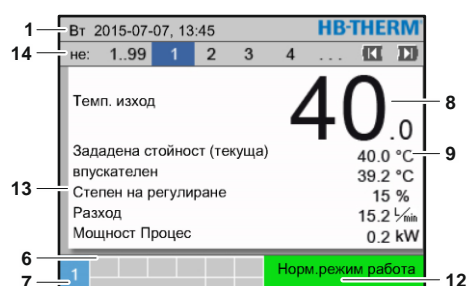 1 Вт 2015-07-07, 13:45 HB-THERM
14 не: 1..99 1 2 3 4 ...
Темп. изход 40.0 8
Зададена стойност (текуща) 40.0 °C 9
впускателен 39.2 °C
13 Степен на регулиране 15 %
Разход 15.2 L/min
Мощност Процес 0.2 kW
6
7 1 Норм.режим работа 12